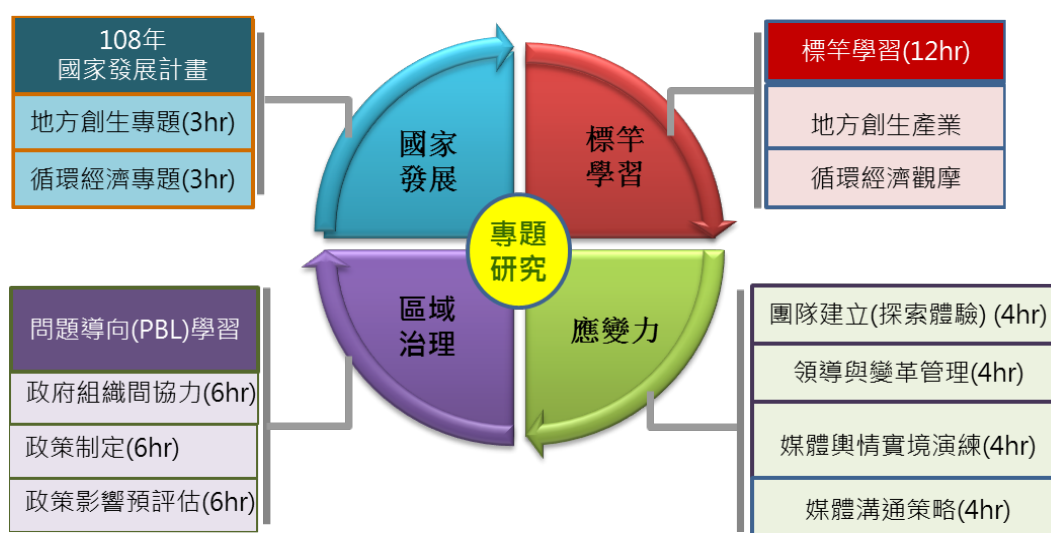 108年
國家發展計畫
地方創生專題(3hr)
循環經濟專題(3hr)
國家
發展
標竿
學習
標竿學習(12hr)
地方創生產業
循環經濟觀摩
專題
研究
問題導向(PBL)學習
政府組織間協力(6hr)
政策制定(6hr)
政策影響預評估(6hr)
區域
治理
應變力
團隊建立(探索體驗) (4hr)
領導與變革管理(4hr)
媒體輿情實境演練(4hr)
媒體溝通策略(4hr)